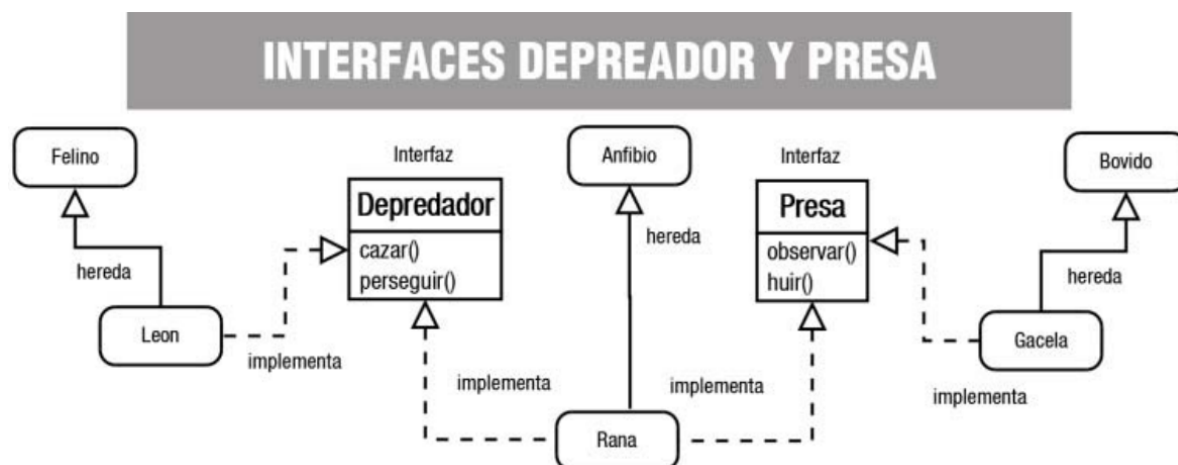 INTERFACES DEPREADOR Y PRESA
Felino
Interfaz
Anfibio
Interfaz
Bovido
Depredador
Presa
hereda
cazar()
perseguir()
observar()
huir()
hereda
hereda
Leon
Gacela
implementa
implementa
implementa
implementa
Rana